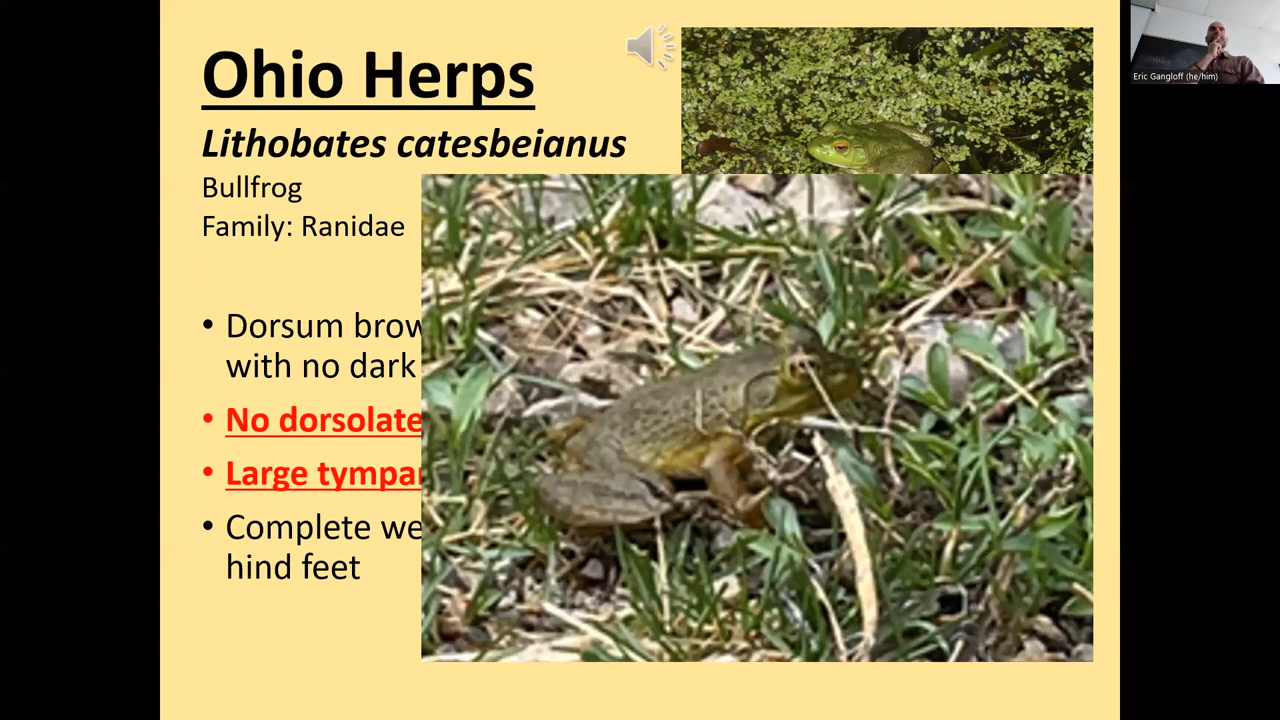 Ohio Herps
Lithobates catesbeianus
Bullfrog
Family: Ranidae
• Dorsum brow
with no dark
• No dorsolate
• Large tympa
• Complete we
hind feet
Eric Gangloff (he/him)